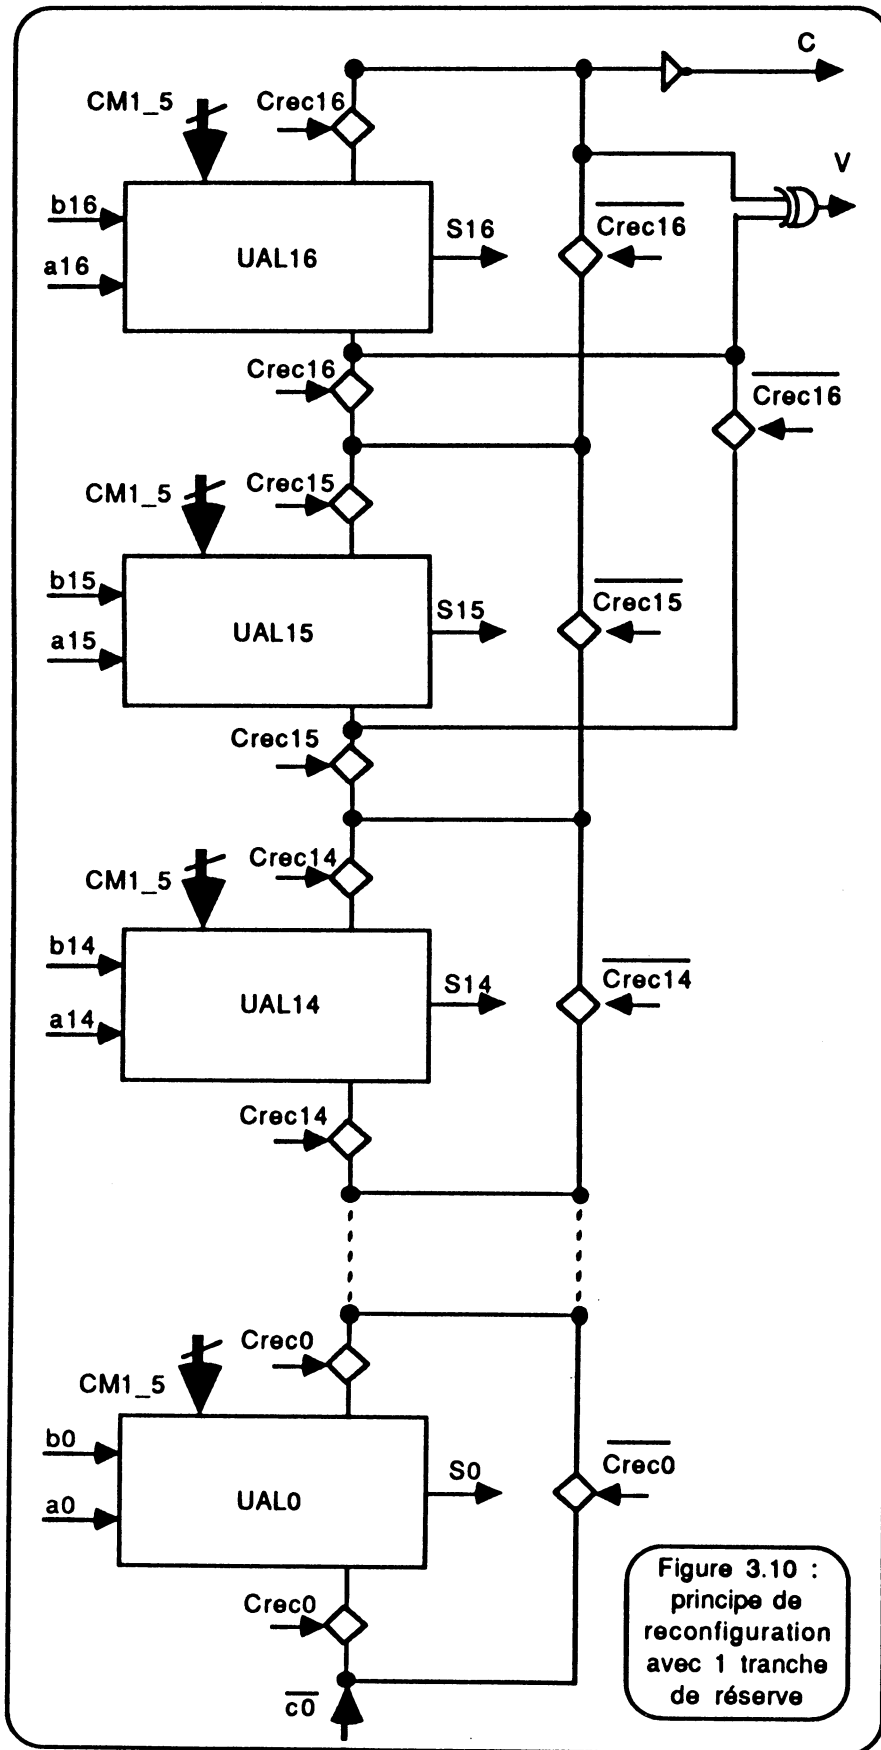 C
CM1_5
Crec16
V
b16
S16
Crec16
a16
UAL16
Crec16
Crec16
Crec15
CM1_5
b15
S15
Crec15
a15
UAL15
Crec15
Crec14
CM1_5
b14
S14
Crec14
a14
UAL14
Crec14
Crec0
CM1_5
b0
S0
Crec0
a0
UAL0
Crec0
c0
Figure 3.10 :
principe de
reconfiguration
avec 1 tranche
de réserve